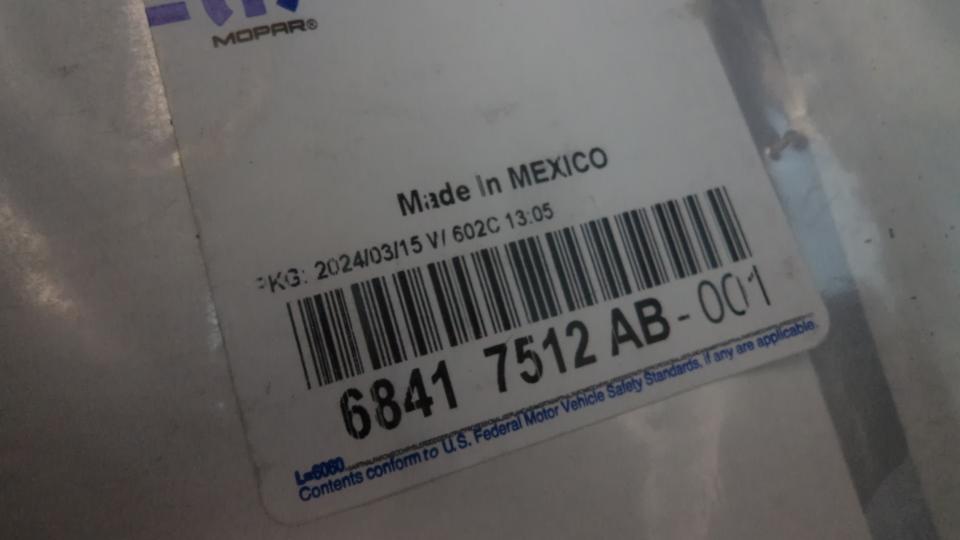 MOPAR®
Made In MEXICO
PKG: 2024/03/15 V/ 602C 13:05
6841 7512 AB - 001
L=6060
Contents conform to U.S. Federal Motor Vehicle Safety Standards, if any are applicable.